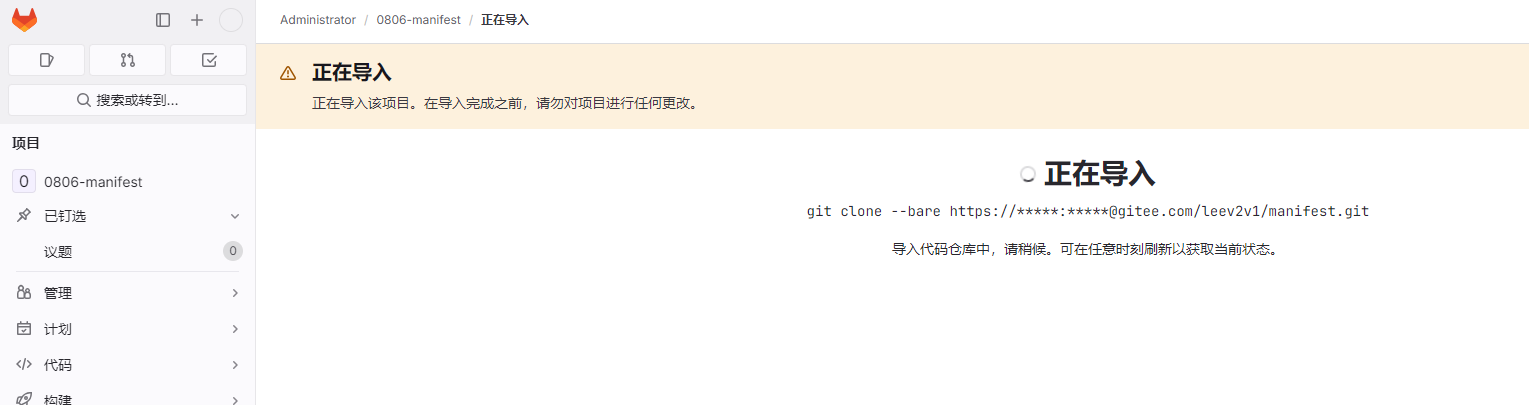 Administrator / 0806-manifest / 正在导入
搜索或转到...
项目
0 0806-manifest
已钉选
议题 0
管理
计划
代码
构建
正在导入
正在导入该项目。在导入完成之前，请勿对项目进行任何更改。
正在导入
git clone --bare https://*****:*****@gitee.com/leev2v1/manifest.git
导入代码仓库中，请稍候。可在任意时刻刷新以获取当前状态。